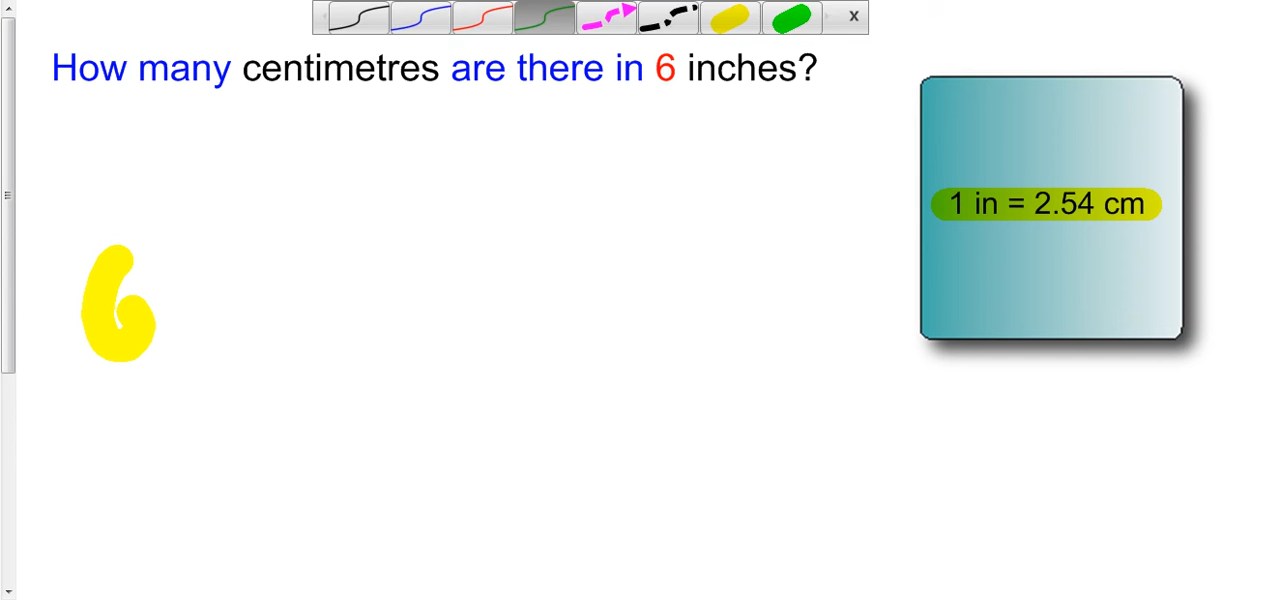 How many centimetres are there in 6 inches?
1 in = 2.54 cm
6
x